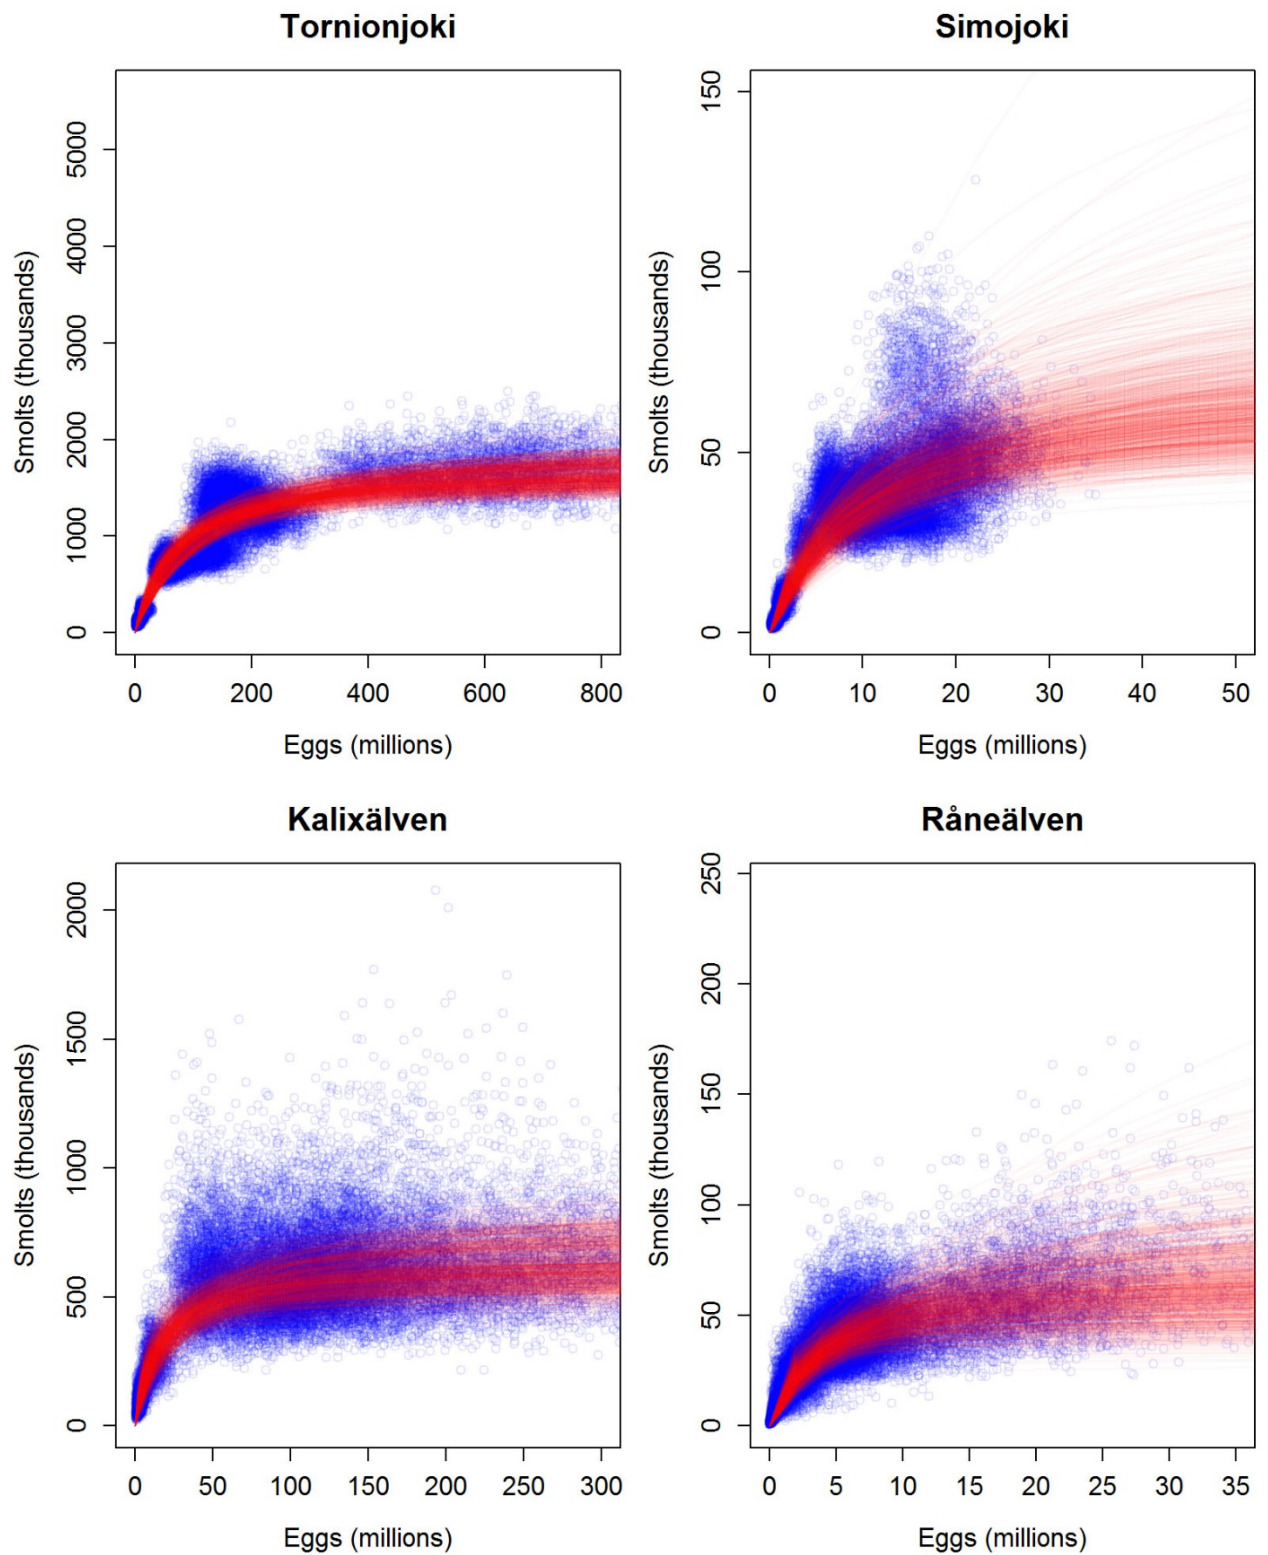 Tornionjoki
Smolts (thousands)
5000
4000
3000
2000
1000
0
0 200 400 600 800
Eggs (millions)
Simojoki
Smolts (thousands)
150
100
50
0
0 10 20 30 40 50
Eggs (millions)
Kalixälven
Smolts (thousands)
2000
1500
1000
500
0
0 50 100 150 200 250 300
Eggs (millions)
Råneälven
Smolts (thousands)
250
200
150
100
50
0
0 5 10 15 20 25 30 35
Eggs (millions)